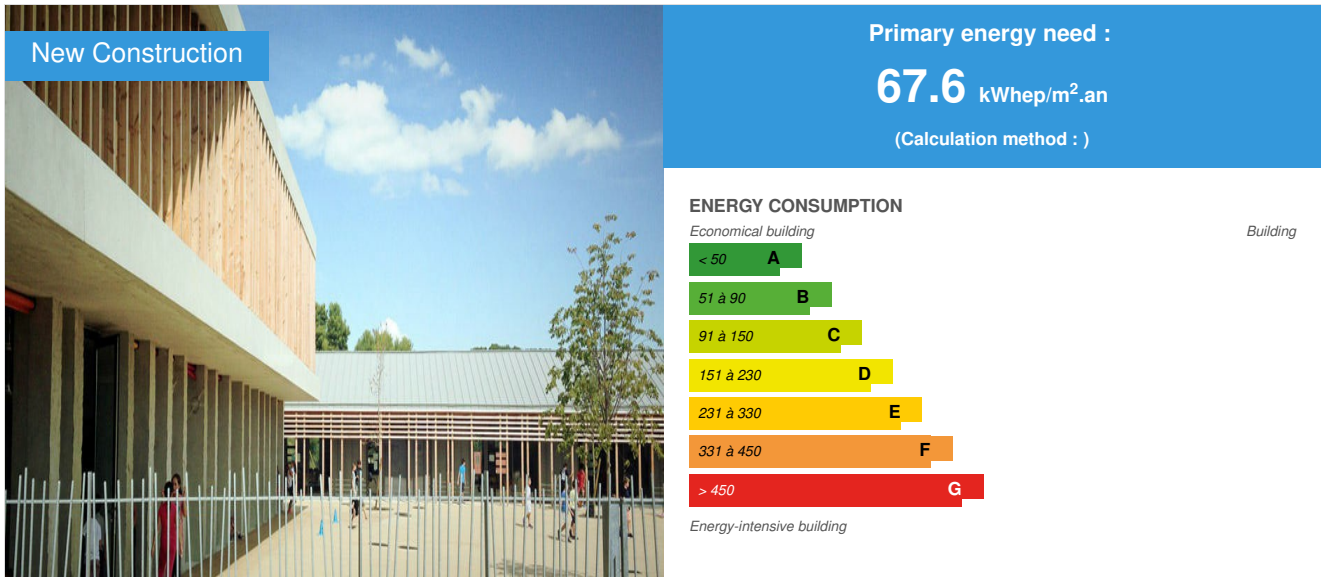 New Construction
Primary energy need :
67.6 kWhep/m².an
(Calculation method : )
ENERGY CONSUMPTION
Economical building
Building
< 50 A
51 à 90 B
91 à 150 C
151 à 230 D
231 à 330 E
331 à 450 F
> 450 G
Energy-intensive building